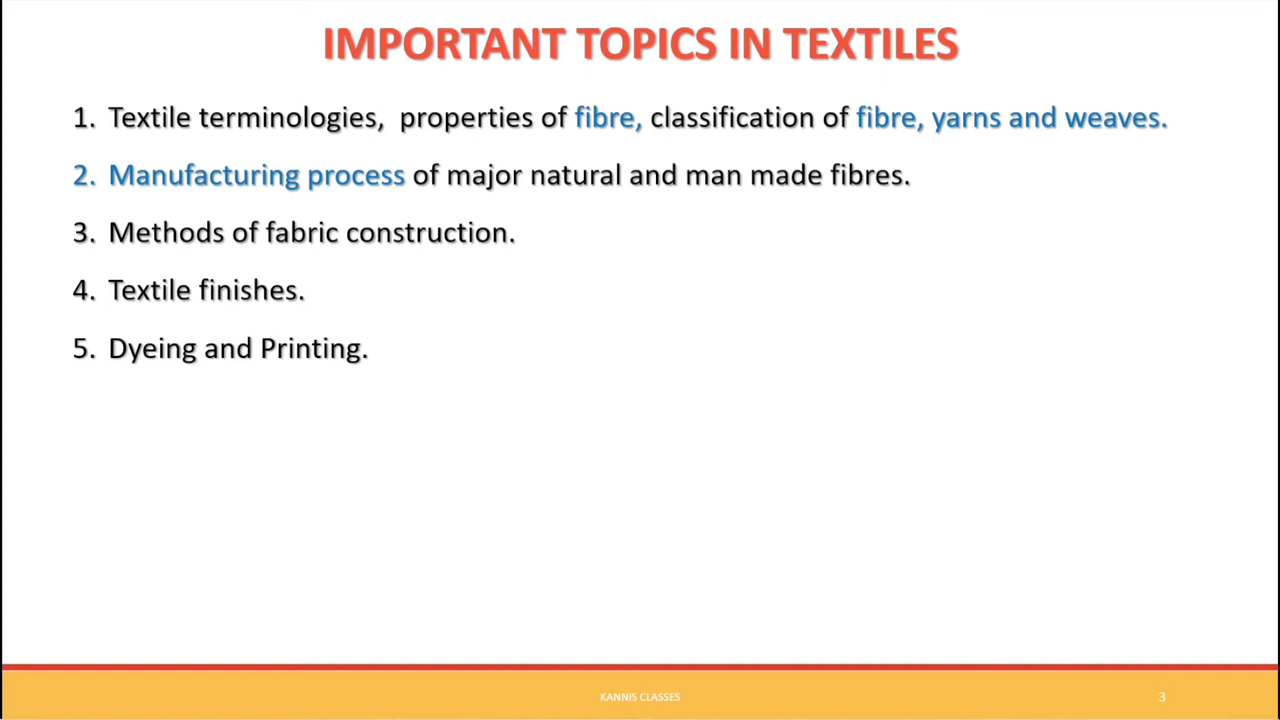 IMPORTANT TOPICS IN TEXTILES
1. Textile terminologies, properties of fibre, classification of fibre, yarns and weaves.
2. Manufacturing process of major natural and man made fibres.
3. Methods of fabric construction.
4. Textile finishes.
5. Dyeing and Printing.
KANNIS CLASSES
3